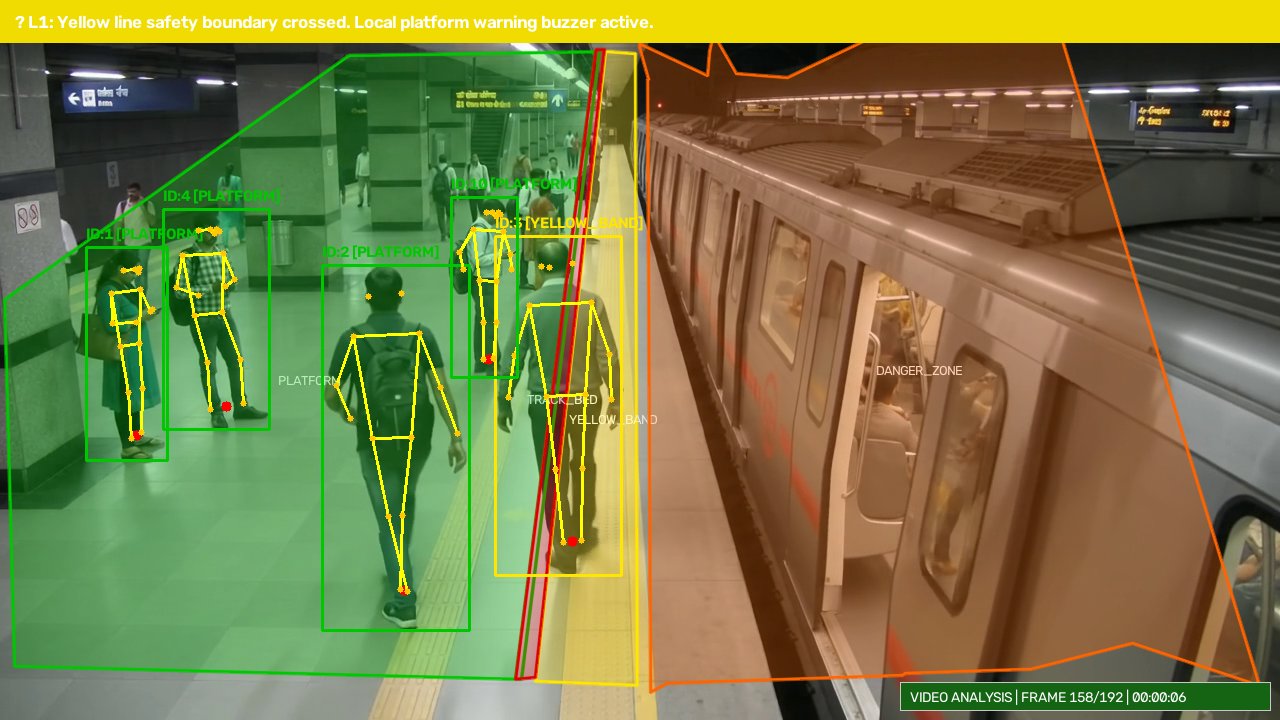 ? L1: Yellow line safety boundary crossed. Local platform warning buzzer active.
ID:4 [PLATFORM]
ID:10 [PLATFORM]
ID:1 [PLATFORM]
ID:3 [YELLOW_BAND]
ID:2 [PLATFORM]
PLATFORM
DANGER_ZONE
TRACK_BED
YELLOW_BAND
VIDEO ANALYSIS | FRAME 158/192 | 00:00:06